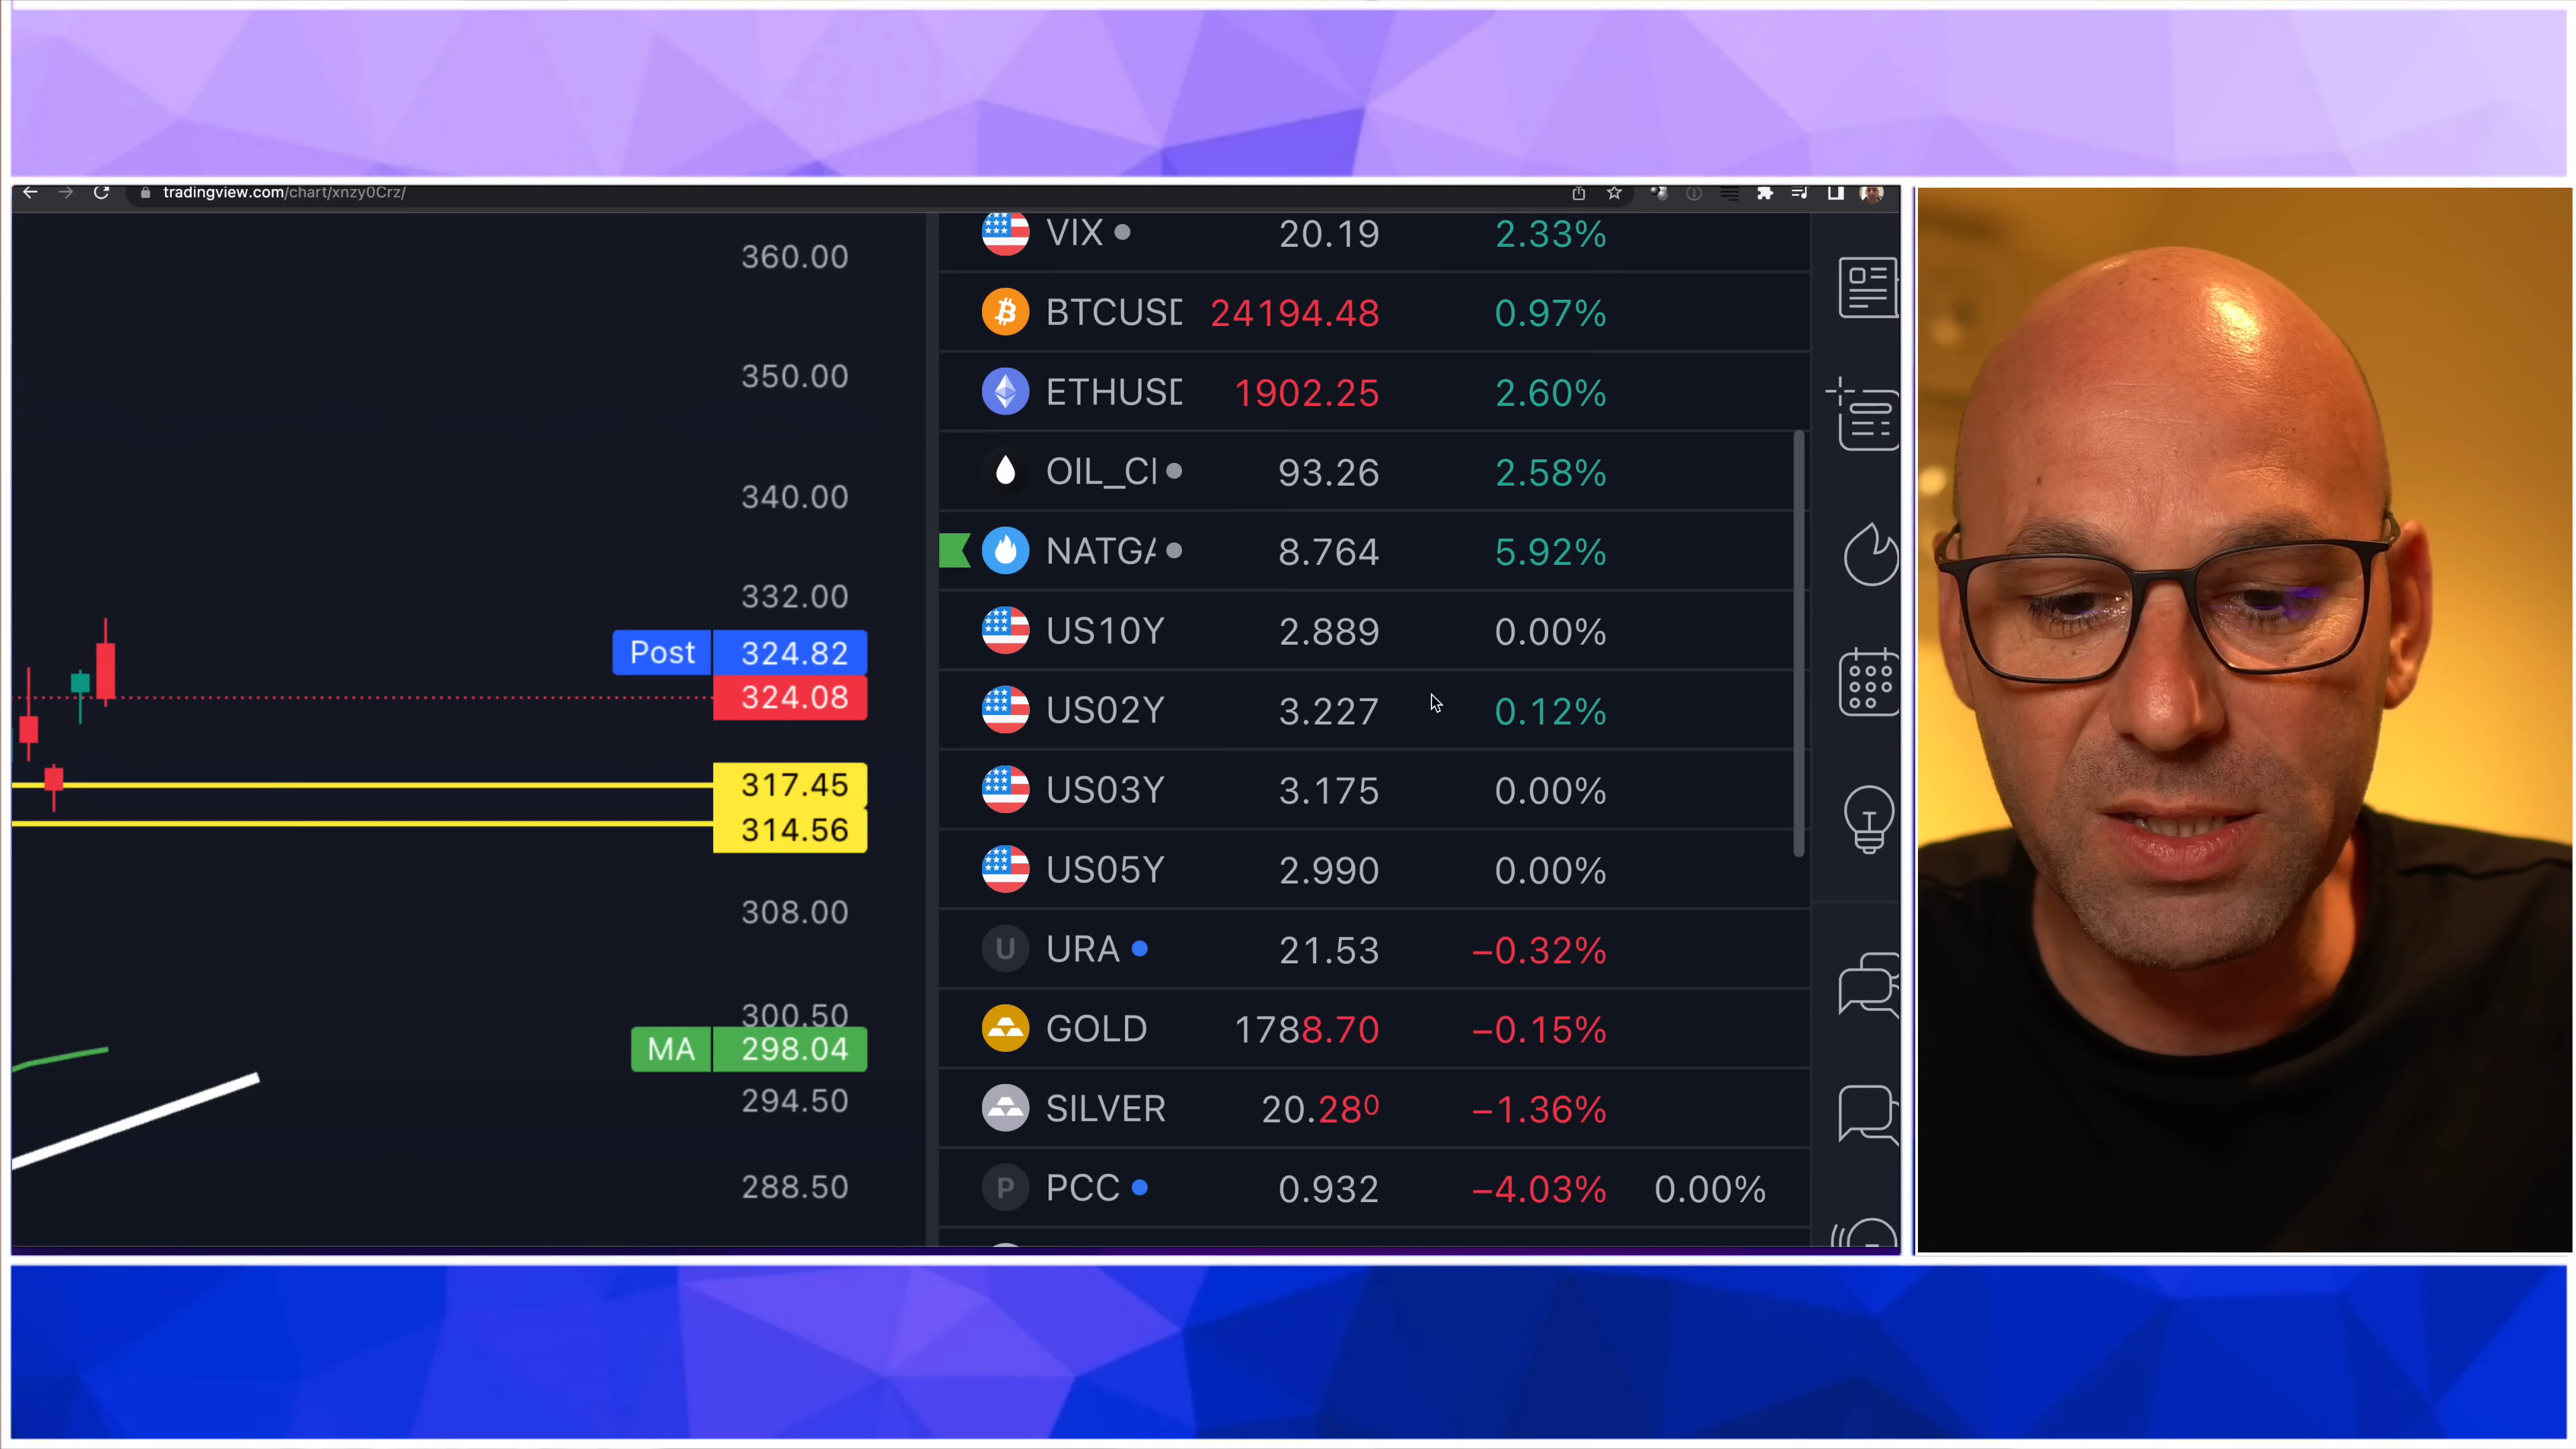 tradingview.com/chart/xnzy0Crz/
360.00
350.00
340.00
332.00
Post 324.82
324.08
317.45
314.56
308.00
300.50
MA 298.04
294.50
288.50
VIX 20.19 2.33%
BTCUSD 24194.48 0.97%
ETHUSD 1902.25 2.60%
OIL_CI 93.26 2.58%
NATGA 8.764 5.92%
US10Y 2.889 0.00%
US02Y 3.227 0.12%
US03Y 3.175 0.00%
US05Y 2.990 0.00%
U URA 21.53 −0.32%
GOLD 1788.70 −0.15%
SILVER 20.280 −1.36%
P PCC 0.932 −4.03% 0.00%